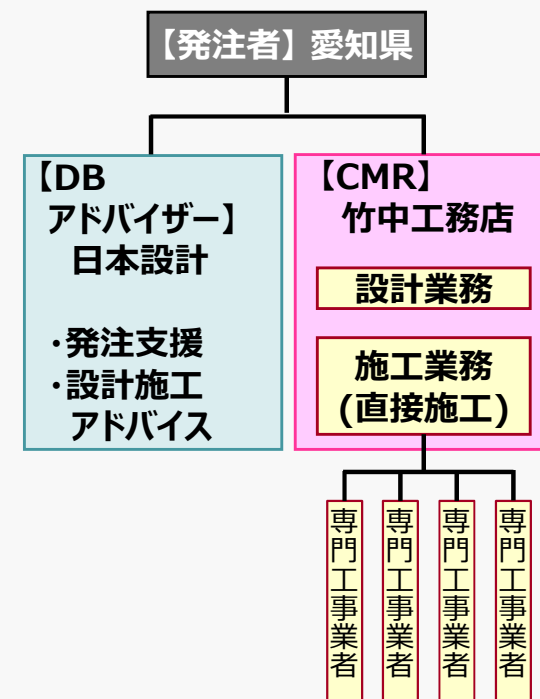 【発注者】愛知県
【DB
アドバイザー】
日本設計
・発注支援
・設計施工
アドバイス
【CMR】
竹中工務店
設計業務
施工業務
(直接施工)
専門工事業者
専門工事業者
専門工事業者
専門工事業者